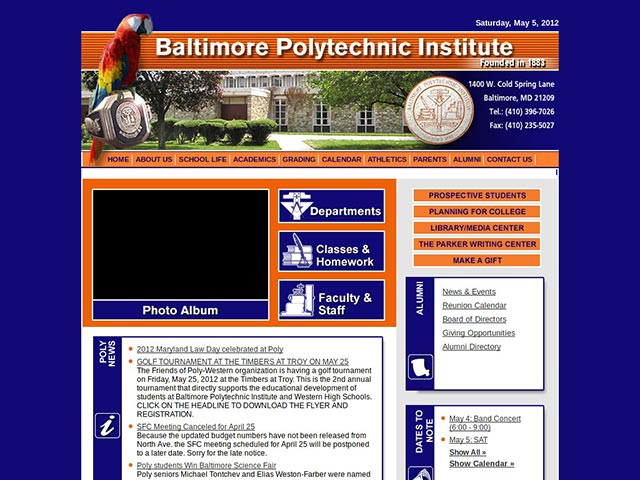 Saturday, May 5, 2012
Baltimore Polytechnic Institute
Founded in 1883
1400 W. Cold Spring Lane
Baltimore, MD 21209
Tel.: (410) 396-7026
Fax: (410) 235-5027
HOME ABOUT US SCHOOL LIFE ACADEMICS GRADING CALENDAR ATHLETICS PARENTS ALUMNI CONTACT US
Departments
Classes &
Homework
Faculty &
Staff
Photo Album
PROSPECTIVE STUDENTS
PLANNING FOR COLLEGE
LIBRARY/MEDIA CENTER
THE PARKER WRITING CENTER
MAKE A GIFT
ALUMNI
News & Events
Reunion Calendar
Board of Directors
Giving Opportunities
Alumni Directory
POLY
NEWS
2012 Maryland Law Day celebrated at Poly
GOLF TOURNAMENT AT THE TIMBERS AT TROY ON MAY 25
The Friends of Poly-Western organization is having a golf tournament
on Friday, May 25, 2012 at the Timbers at Troy. This is the 2nd annual
tournament that directly supports the educational development of
students at Baltimore Polytechnic Institute and Western High Schools.
CLICK ON THE HEADLINE TO DOWNLOAD THE FLYER AND
REGISTRATION.
SFC Meeting Canceled for April 25
Because the updated budget numbers have not been released from
North Ave. the SFC meeting scheduled for April 25 will be postponed
to a later date. Sorry for the late notice.
Poly students Win Baltimore Science Fair
Poly seniors Michael Tontchev and Elias Weston-Farber were named
DATES TO
NOTE
May 4: Band Concert
(6:00 - 9:00)
May 5: SAT
Show All »
Show Calendar »